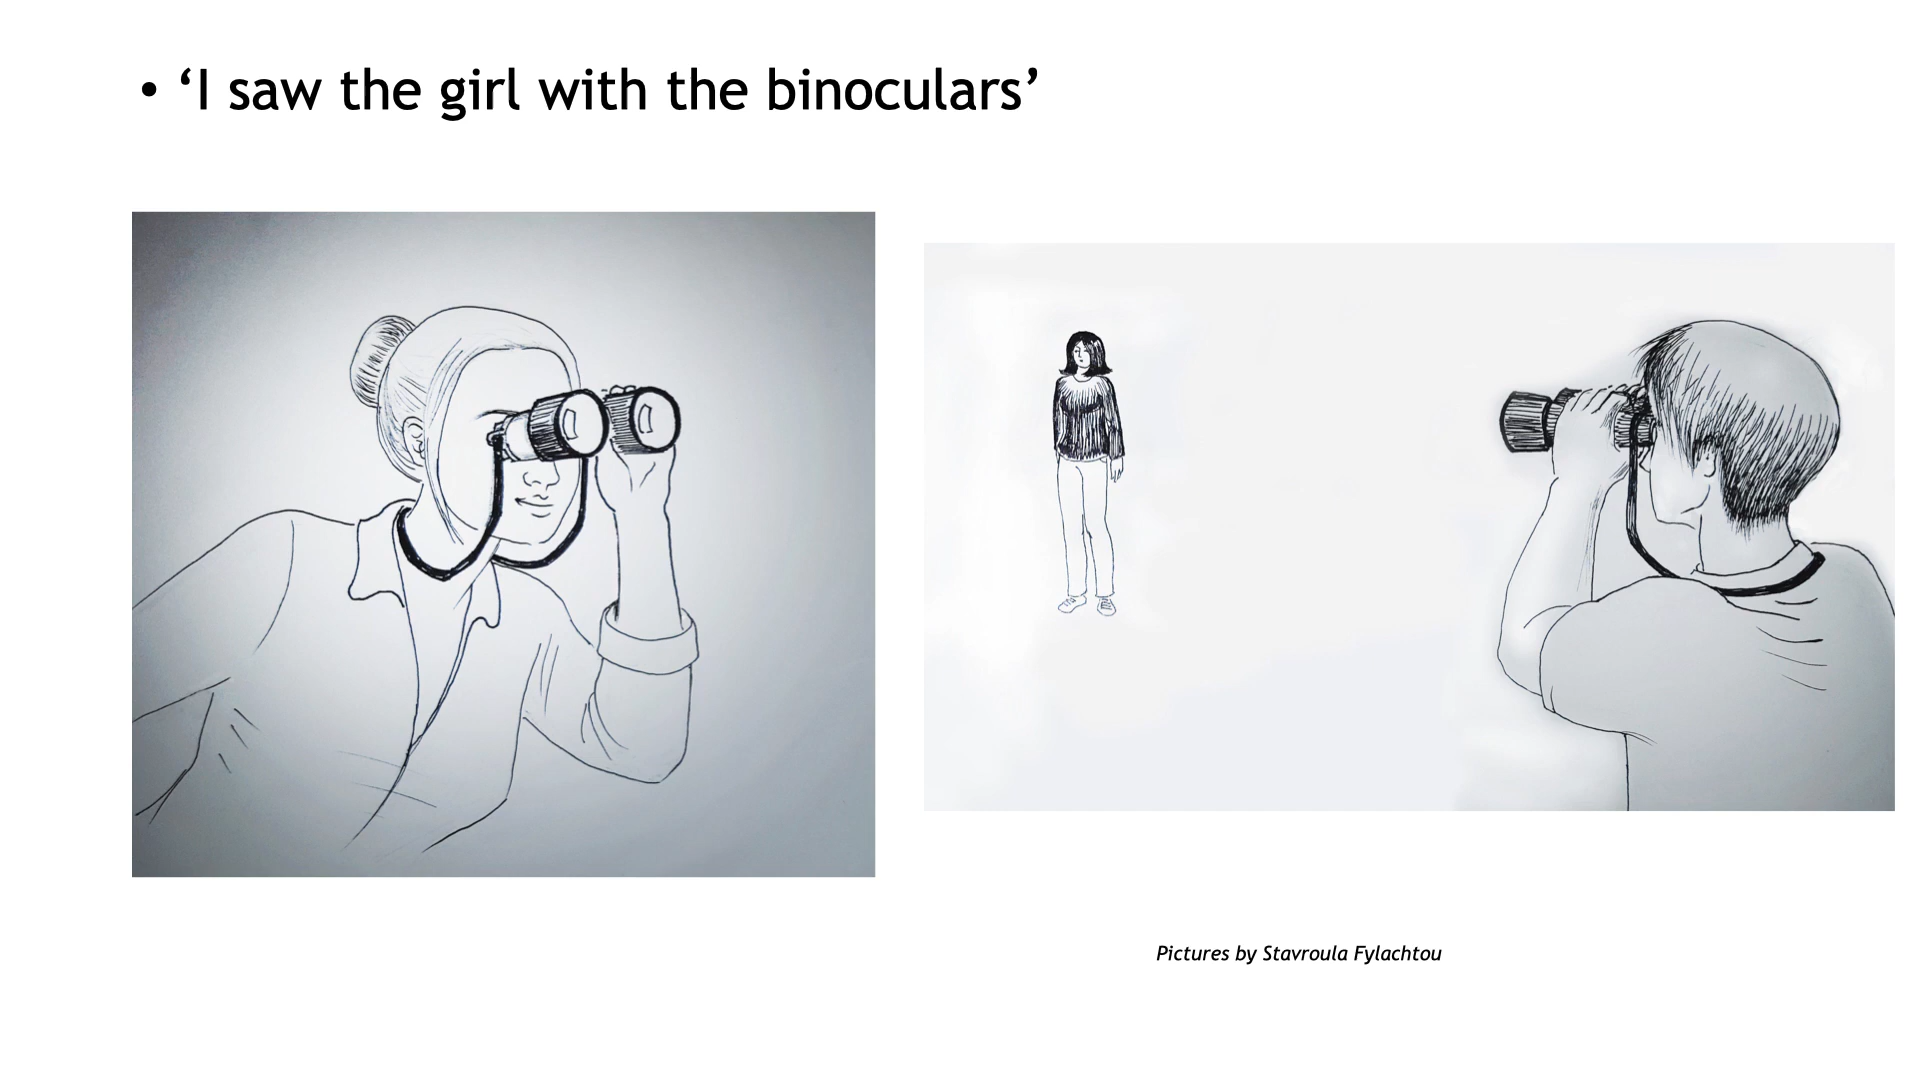 • ‘I saw the girl with the binoculars’
Pictures by Stavroula Fylachtou